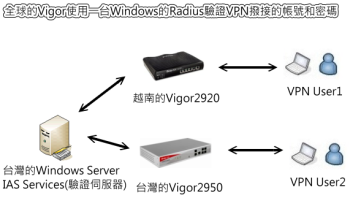 全球的Vigor使用一台Windows的Radius驗證VPN撥接的帳號和密碼
越南的Vigor2920
VPN User1
台灣的Windows Server
IAS Services(驗證伺服器)
台灣的Vigor2950
VPN User2